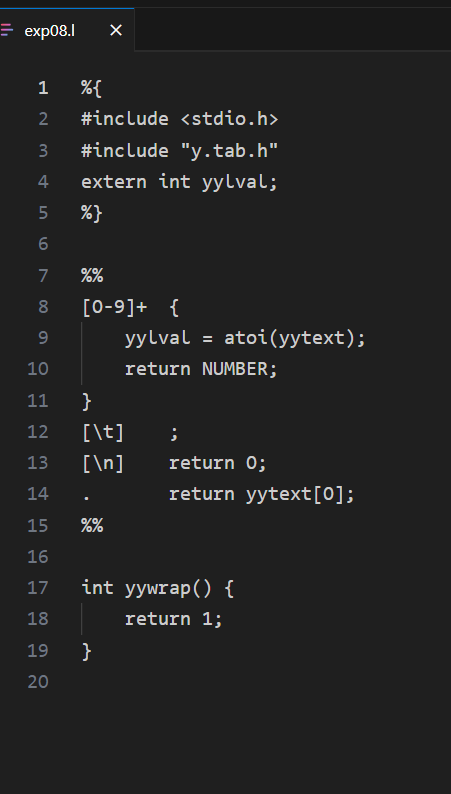 exp08.l
1 %{
2 #include <stdio.h>
3 #include "y.tab.h"
4 extern int yylval;
5 %}
6
7 %%
8 [0-9]+  {
9     yylval = atoi(yytext);
10     return NUMBER;
11 }
12 [\t]    ;
13 [\n]    return 0;
14 .       return yytext[0];
15 %%
16
17 int yywrap() {
18     return 1;
19 }
20